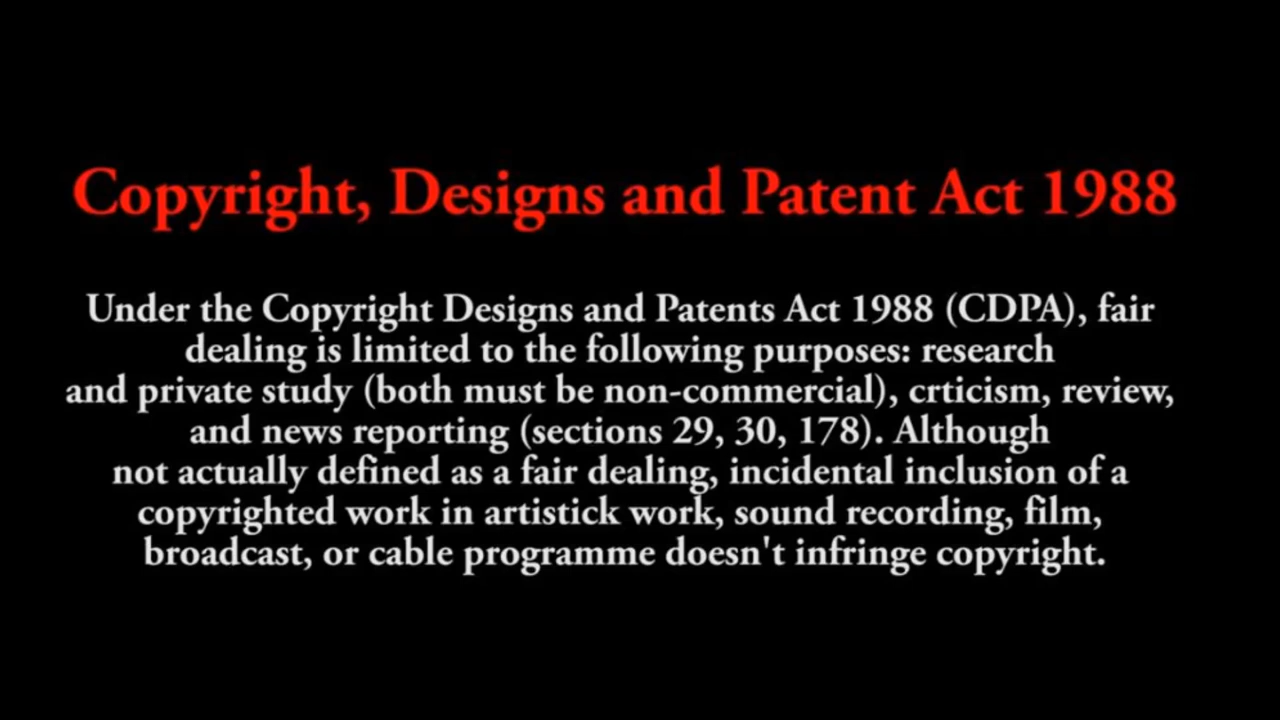 Copyright, Designs and Patent Act 1988
Under the Copyright Designs and Patents Act 1988 (CDPA), fair
dealing is limited to the following purposes: research
and private study (both must be non-commercial), crticism, review,
and news reporting (sections 29, 30, 178). Although
not actually defined as a fair dealing, incidental inclusion of a
copyrighted work in artistick work, sound recording, film,
broadcast, or cable programme doesn't infringe copyright.